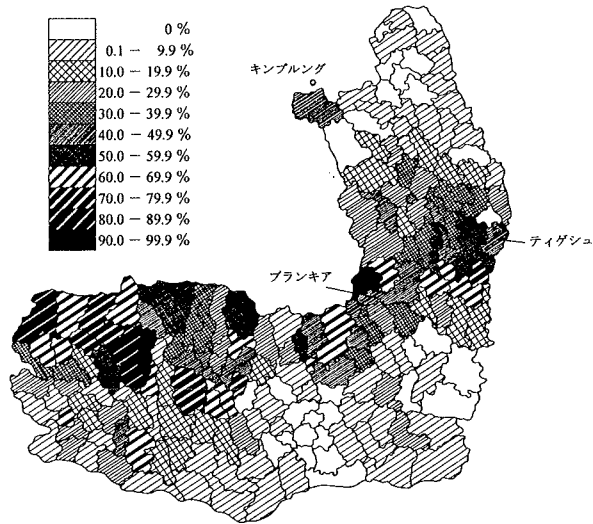 0 %
0.1 － 9.9 %
10.0 － 19.9 %
20.0 － 29.9 %
30.0 － 39.9 %
40.0 － 49.9 %
50.0 － 59.9 %
60.0 － 69.9 %
70.0 － 79.9 %
80.0 － 89.9 %
90.0 － 99.9 %
キンプルング
ティゲシュ
ブランキア